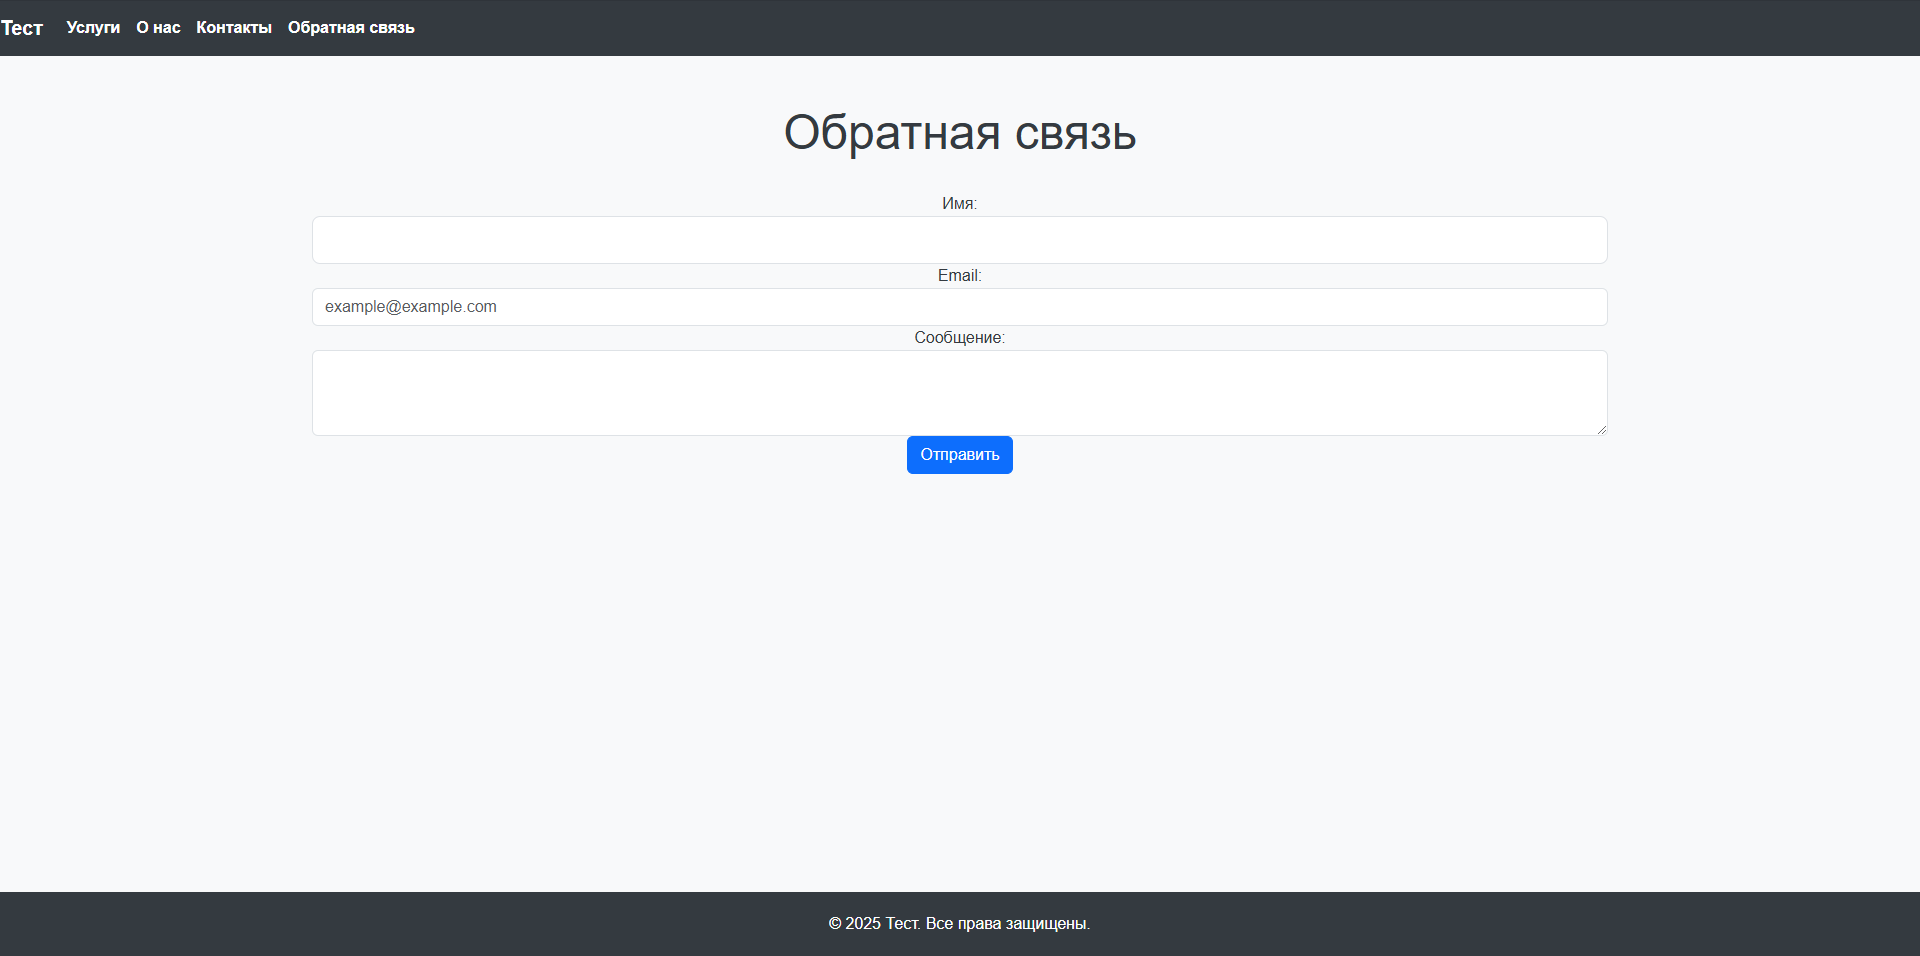 Тест Услуги О нас Контакты Обратная связь
Обратная связь
Имя:
Email:
example@example.com
Сообщение:
Отправить
© 2025 Тест. Все права защищены.